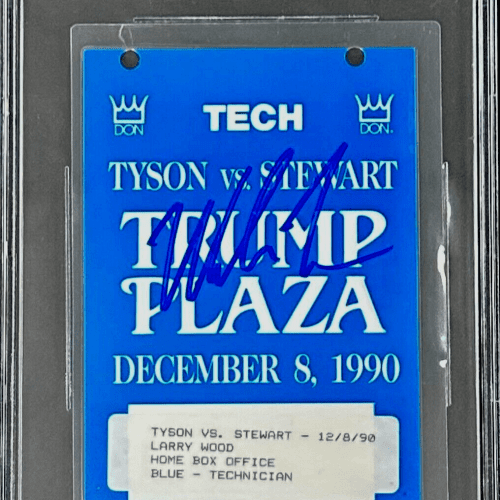 DON
TECH
DON
TYSON vs. STEWART
TRUMP
PLAZA
DECEMBER 8, 1990
TYSON VS. STEWART - 12/8/90
LARRY WOOD
HOME BOX OFFICE
BLUE - TECHNICIAN